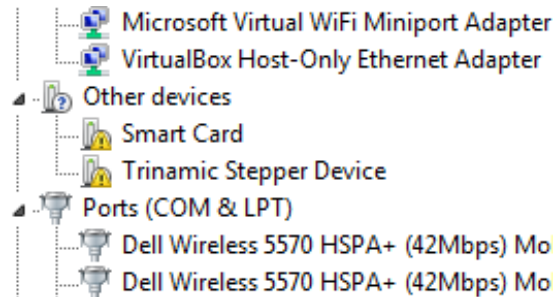 Microsoft Virtual WiFi Miniport Adapter
VirtualBox Host-Only Ethernet Adapter
Other devices
Smart Card
Trinamic Stepper Device
Ports (COM & LPT)
Dell Wireless 5570 HSPA+ (42Mbps) Mo
Dell Wireless 5570 HSPA+ (42Mbps) Mo